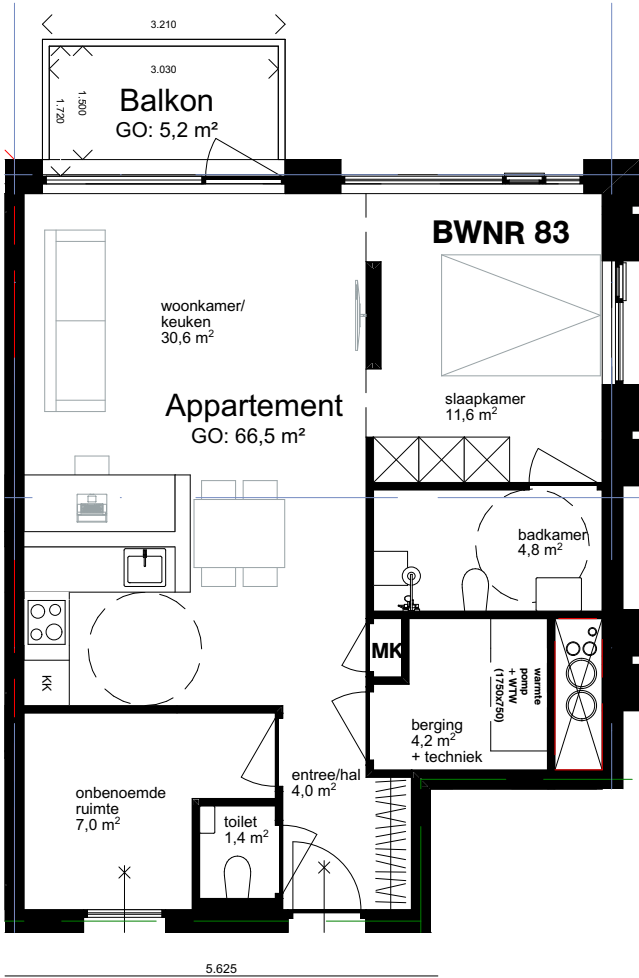 3.210
3.030
1.720
1.500
Balkon
GO: 5,2 m²
BWNR 83
woonkamer/
keuken
30,6 m²
Appartement
GO: 66,5 m²
slaapkamer
11,6 m²
badkamer
4,8 m²
MK
KK
warmte
pomp
+ WTW
(1750x750)
berging
4,2 m²
+ techniek
entree/hal
4,0 m²
onbenoemde
ruimte
7,0 m²
toilet
1,4 m²
5.625